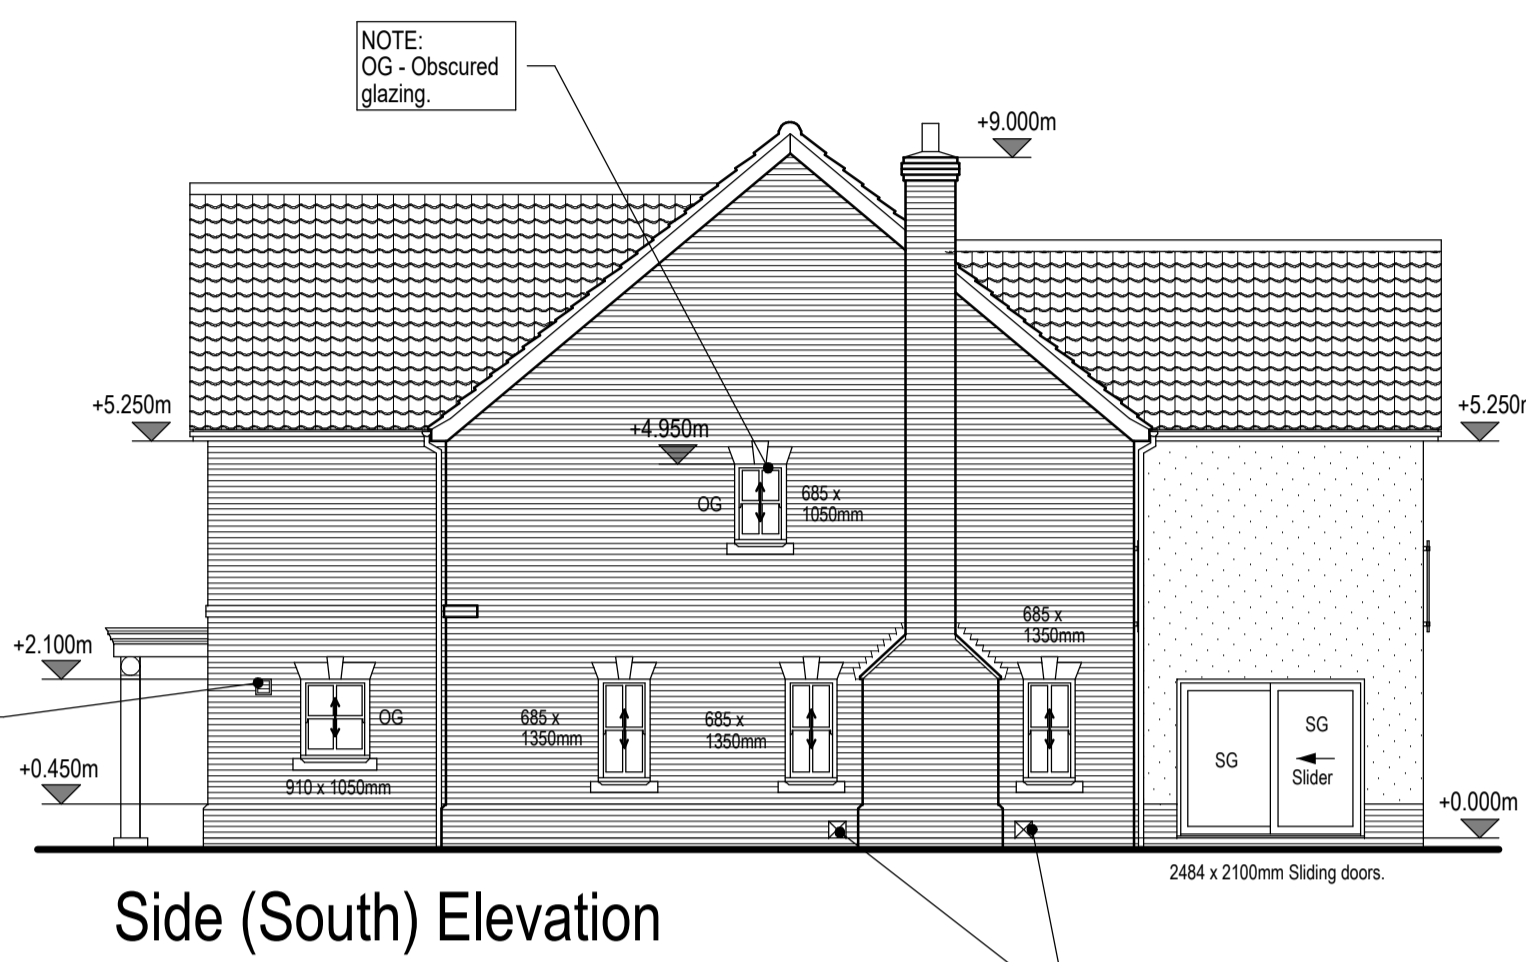 NOTE:
OG - Obscured
glazing.
+9.000m
+5.250m
+5.250m
+4.950m
OG
685 x
1050mm
685 x
1350mm
+2.100m
OG
685 x
1350mm
685 x
1350mm
SG
SG
Slider
+0.450m
910 x 1050mm
+0.000m
2484 x 2100mm Sliding doors.
Side (South) Elevation